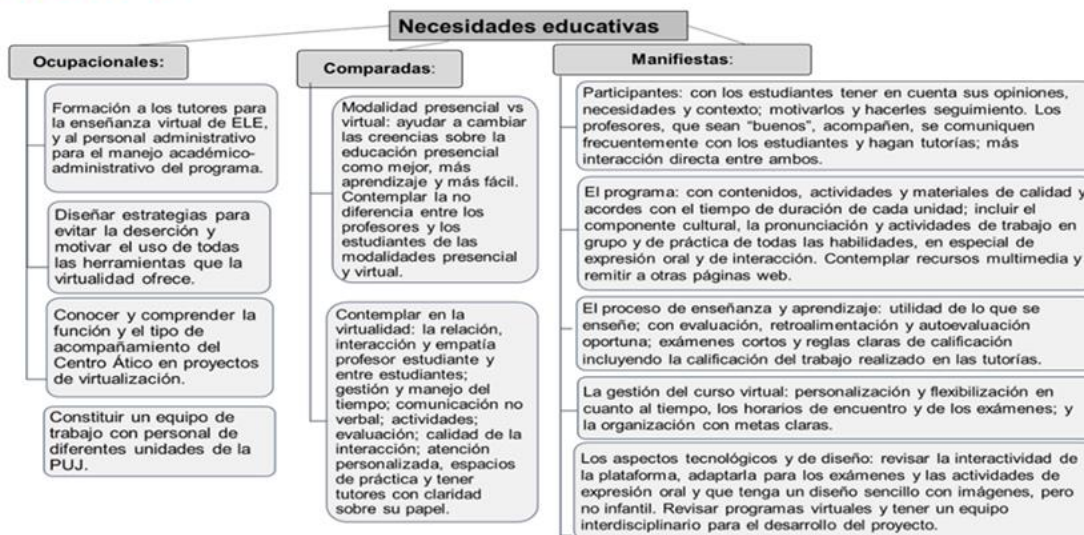 Necesidades educativas
Ocupacionales:
Formación a los tutores para
la enseñanza virtual de ELE,
y al personal administrativo
para el manejo académico-
administrativo del programa.
Diseñar estrategias para
evitar la deserción y
motivar el uso de todas
las herramientas que la
virtualidad ofrece.
Conocer y comprender la
función y el tipo de
acompañamiento del
Centro Ático en proyectos
de virtualización.
Constituir un equipo de
trabajo con personal de
diferentes unidades de la
PUJ.
Comparadas:
Modalidad presencial vs
virtual: ayudar a cambiar
las creencias sobre la
educación presencial
como mejor, más
aprendizaje y más fácil.
Contemplar la no
diferencia entre los
profesores y los
estudiantes de las
modalidades presencial
y virtual.
Contemplar en la
virtualidad: la relación,
interacción y empatía
profesor estudiante y
entre estudiantes;
gestión y manejo del
tiempo; comunicación no
verbal; actividades;
evaluación; calidad de la
interacción; atención
personalizada, espacios
de práctica y tener
tutores con claridad
sobre su papel.
Manifiestas:
Participantes: con los estudiantes tener en cuenta sus opiniones,
necesidades y contexto; motivarlos y hacerles seguimiento. Los
profesores, que sean “buenos”, acompañen, se comuniquen
frecuentemente con los estudiantes y hagan tutorías; más
interacción directa entre ambos.
El programa: con contenidos, actividades y materiales de calidad y
acordes con el tiempo de duración de cada unidad; incluir el
componente cultural, la pronunciación y actividades de trabajo en
grupo y de práctica de todas las habilidades, en especial de
expresión oral y de interacción. Contemplar recursos multimedia y
remitir a otras páginas web.
El proceso de enseñanza y aprendizaje: utilidad de lo que se
enseñe; con evaluación, retroalimentación y autoevaluación
oportuna; exámenes cortos y reglas claras de calificación
incluyendo la calificación del trabajo realizado en las tutorías.
La gestión del curso virtual: personalización y flexibilización en
cuanto al tiempo, los horarios de encuentro y de los exámenes; y
la organización con metas claras.
Los aspectos tecnológicos y de diseño: revisar la interactividad de
la plataforma, adaptarla para los exámenes y las actividades de
expresión oral y que tenga un diseño sencillo con imágenes, pero
no infantil. Revisar programas virtuales y tener un equipo
interdisciplinario para el desarrollo del proyecto.